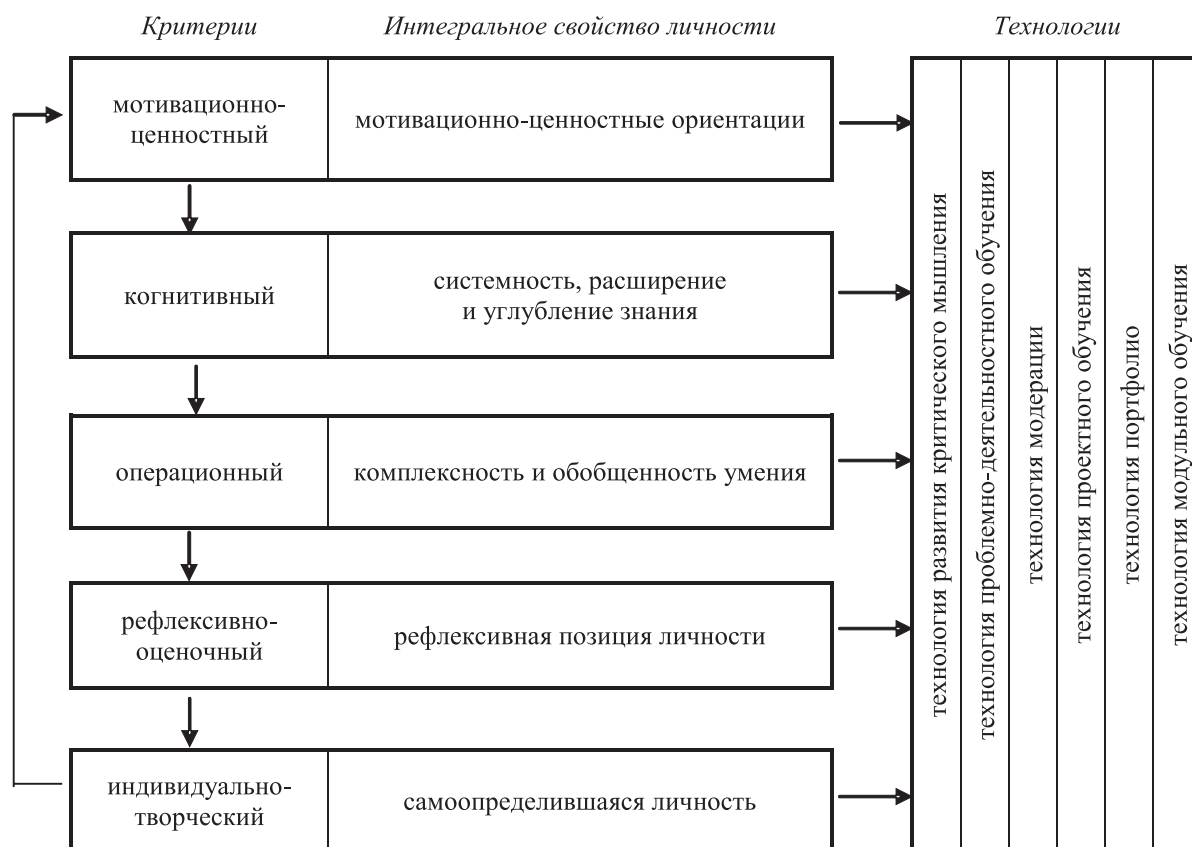 Критерии
Интегральное свойство личности
Технологии
мотивационно-
ценностный
мотивационно-ценностные ориентации
когнитивный
системность, расширение
и углубление знания
операционный
комплексность и обобщенность умения
рефлексивно-
оценочный
рефлексивная позиция личности
индивидуально-
творческий
самоопределившаяся личность
технология развития критического мышления
технология проблемно-деятельностного обучения
технология модерации
технология проектного обучения
технология портфолио
технология модульного обучения